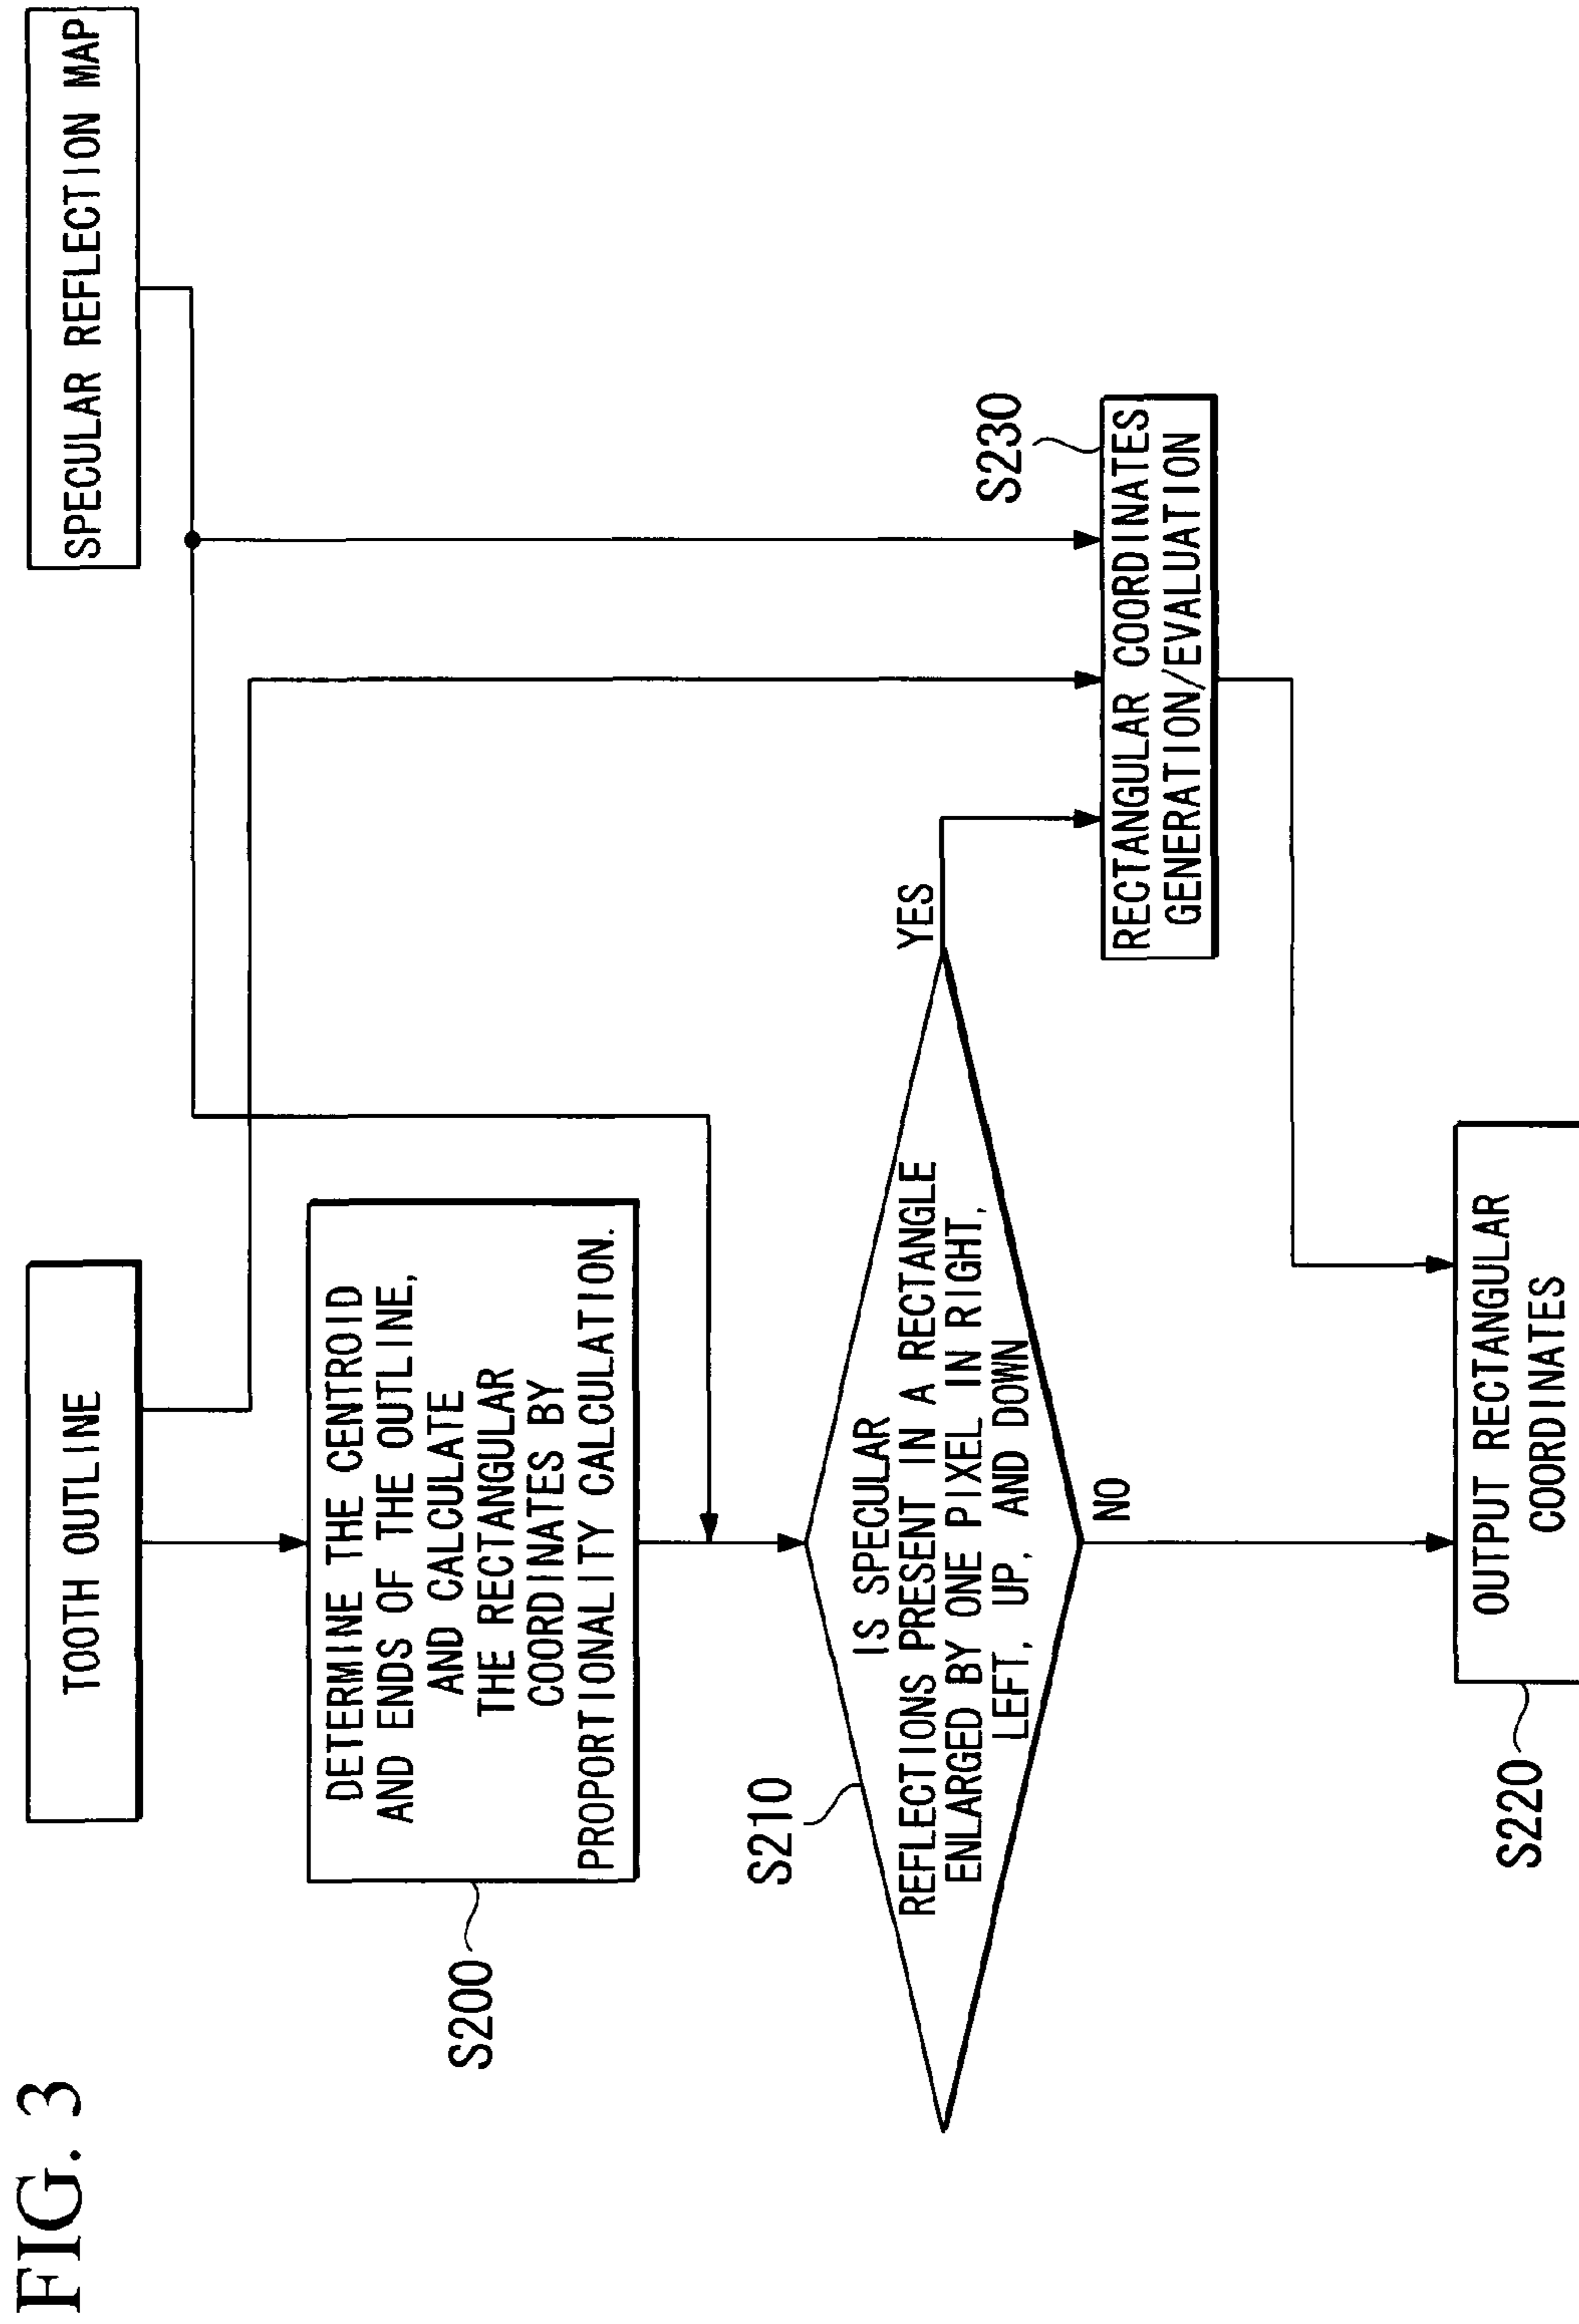 FIG. 3
TOOTH OUTLINE
SPECULAR REFLECTION MAP
S200
DETERMINE THE CENTROID
AND ENDS OF THE OUTLINE,
AND CALCULATE
THE RECTANGULAR
COORDINATES BY
PROPORTIONALITY CALCULATION.
S210
IS SPECULAR
REFLECTIONS PRESENT IN A RECTANGLE
ENLARGED BY ONE PIXEL IN RIGHT,
LEFT, UP, AND DOWN
YES
NO
S230
RECTANGULAR COORDINATES
GENERATION/EVALUATION
S220
OUTPUT RECTANGULAR
COORDINATES